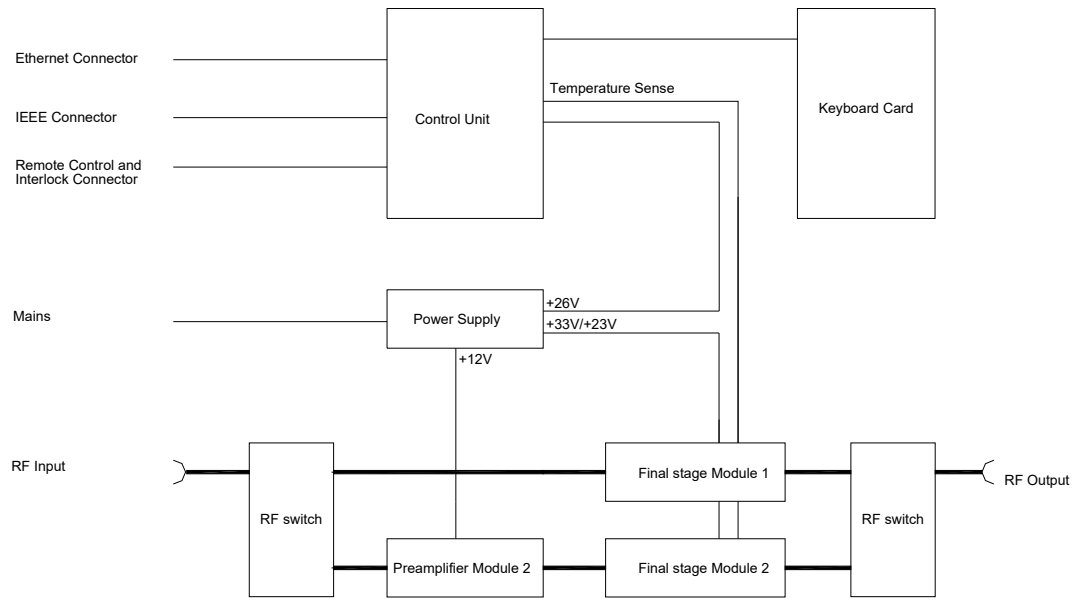 Ethernet Connector
Temperature Sense
IEEE Connector
Control Unit
Keyboard Card
Remote Control and
Interlock Connector
Mains
Power Supply
+26V
+33V/+23V
+12V
RF Input
Final stage Module 1
RF Output
RF switch
RF switch
Preamplifier Module 2
Final stage Module 2